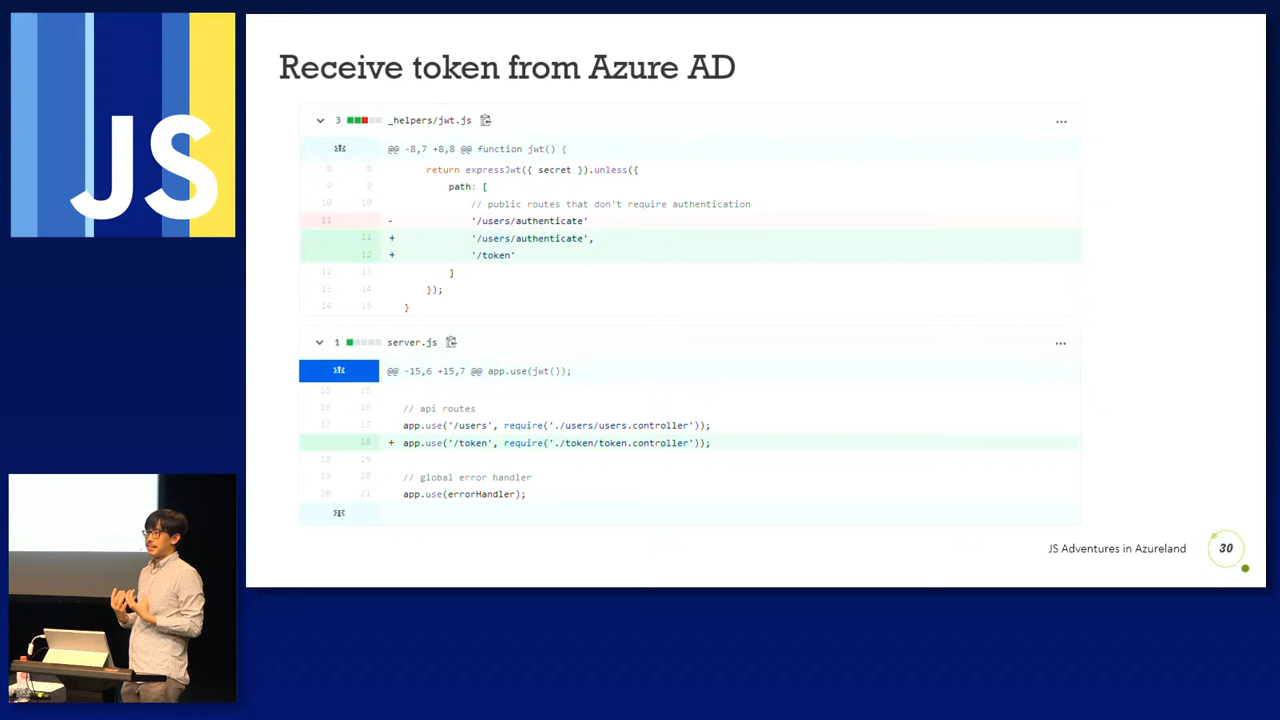 JS
Receive token from Azure AD
3 _helpers/jwt.js
@@ -8,7 +8,8 @@ function jwt() {
8 8 return expressJwt({ secret }).unless({
9 9 path: [
10 10 // public routes that don't require authentication
11 - '/users/authenticate'
11 + '/users/authenticate',
12 + '/token'
12 13 ]
13 14 });
14 15 }
1 server.js
@@ -15,6 +15,7 @@ app.use(jwt());
15 15
16 16 // api routes
17 17 app.use('/users', require('./users/users.controller'));
18 + app.use('/token', require('./token/token.controller'));
18 19
19 20 // global error handler
20 21 app.use(errorHandler);
JS Adventures in Azureland
30